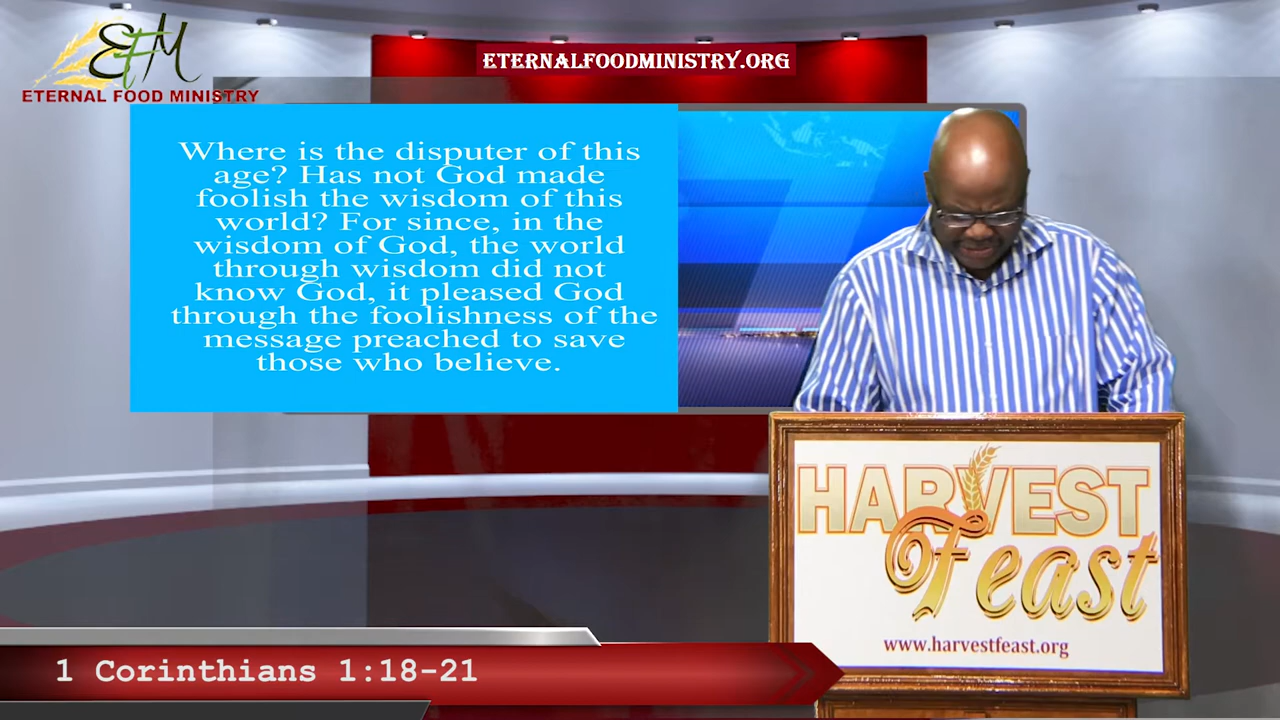 EFM
ETERNAL FOOD MINISTRY
ETERNALFOODMINISTRY.ORG
Where is the disputer of this
age? Has not God made
foolish the wisdom of this
world? For since, in the
wisdom of God, the world
through wisdom did not
know God, it pleased God
through the foolishness of the
message preached to save
those who believe.
HARVEST
Feast
www.harvestfeast.org
1 Corinthians 1:18-21